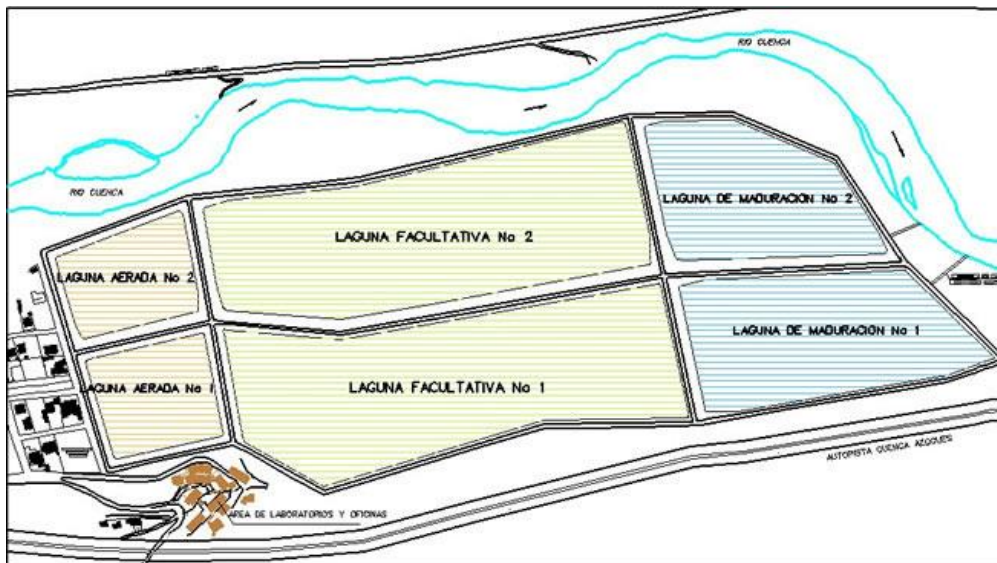 RIO CUENCA
RIO CUENCA
LAGUNA DE MADURACION No 2
LAGUNA FACULTATIVA No 2
LAGUNA AERADA No 2
LAGUNA DE MADURACION No 1
LAGUNA FACULTATIVA No 1
LAGUNA AERADA No 1
AUTOPISTA CUENCA AZOGUES
AREA DE LABORATORIOS Y OFICINAS